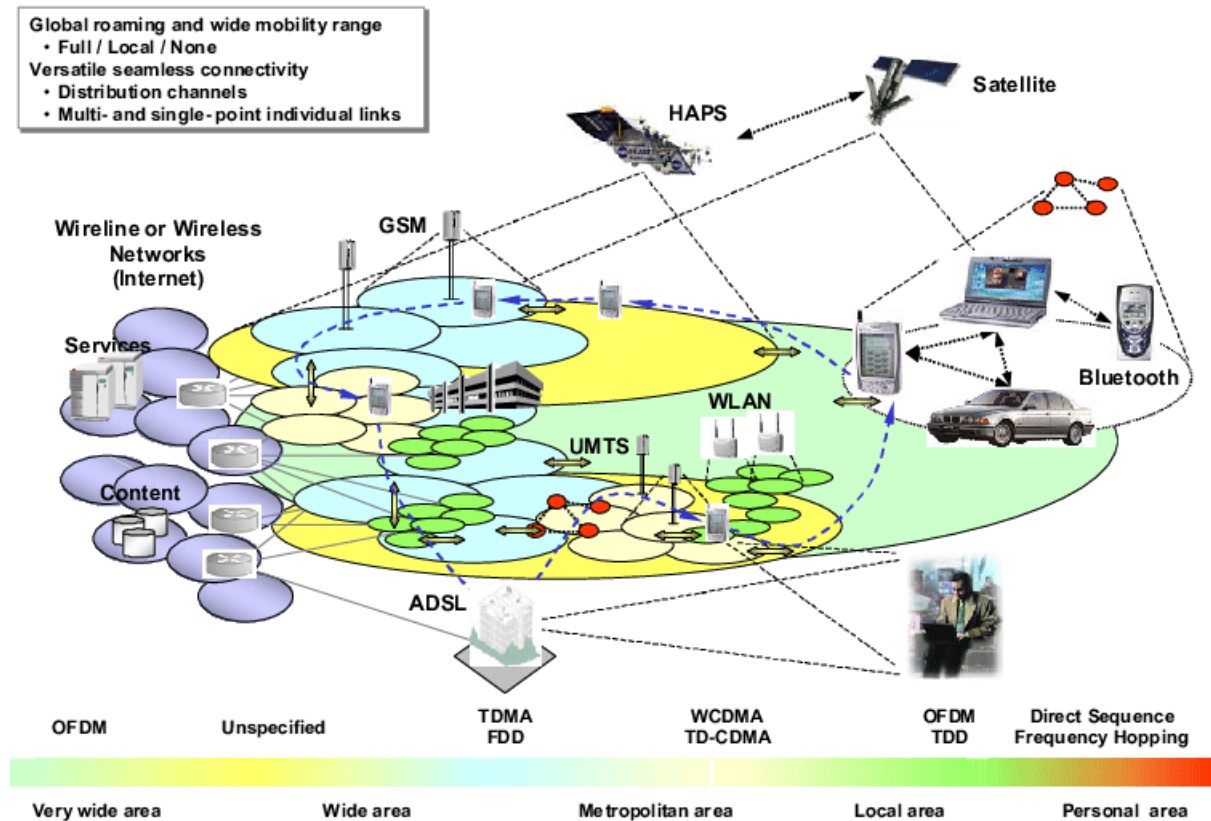 Global roaming and wide mobility range
• Full / Local / None
Versatile seamless connectivity
• Distribution channels
• Multi- and single- point individual links
Satellite
HAPS
GSM
Wireline or Wireless
Networks
(Internet)
Services
Bluetooth
WLAN
UMTS
Content
ADSL
OFDM
Unspecified
TDMA
FDD
WCDMA
TD-CDMA
OFDM
TDD
Direct Sequence
Frequency Hopping
Very wide area
Wide area
Metropolitan area
Local area
Personal area